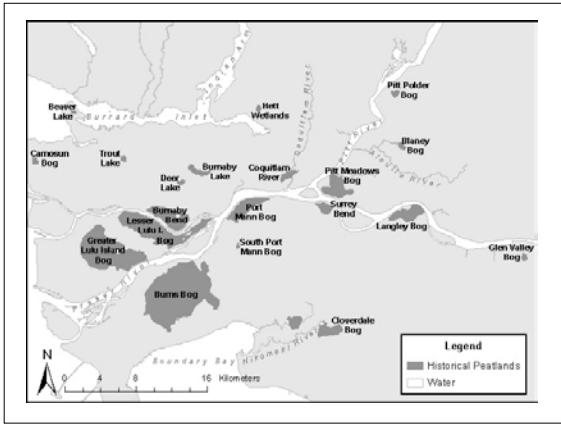 Pitt Polder
Bog
Indian Arm
Beaver
Lake
Burrard Inlet
Hett
Wetlands
Coquitlam River
Blaney
Bog
Alouette River
Camosun
Bog
Trout
Lake
Burnaby
Lake
Coquitlam
River
Pitt Meadows
Bog
Deer
Lake
Burnaby
Bend
Port
Mann Bog
Surrey
Bend
Lesser
Lulu I.
Bog
Langley Bog
Greater
Lulu Island
Bog
South Port
Mann Bog
Glen Valley
Bog
Fraser River
Burns Bog
Cloverdale
Bog
Boundary Bay
River
N
0 4 8 16
Kilometers
Legend
Historical Peatlands
Water